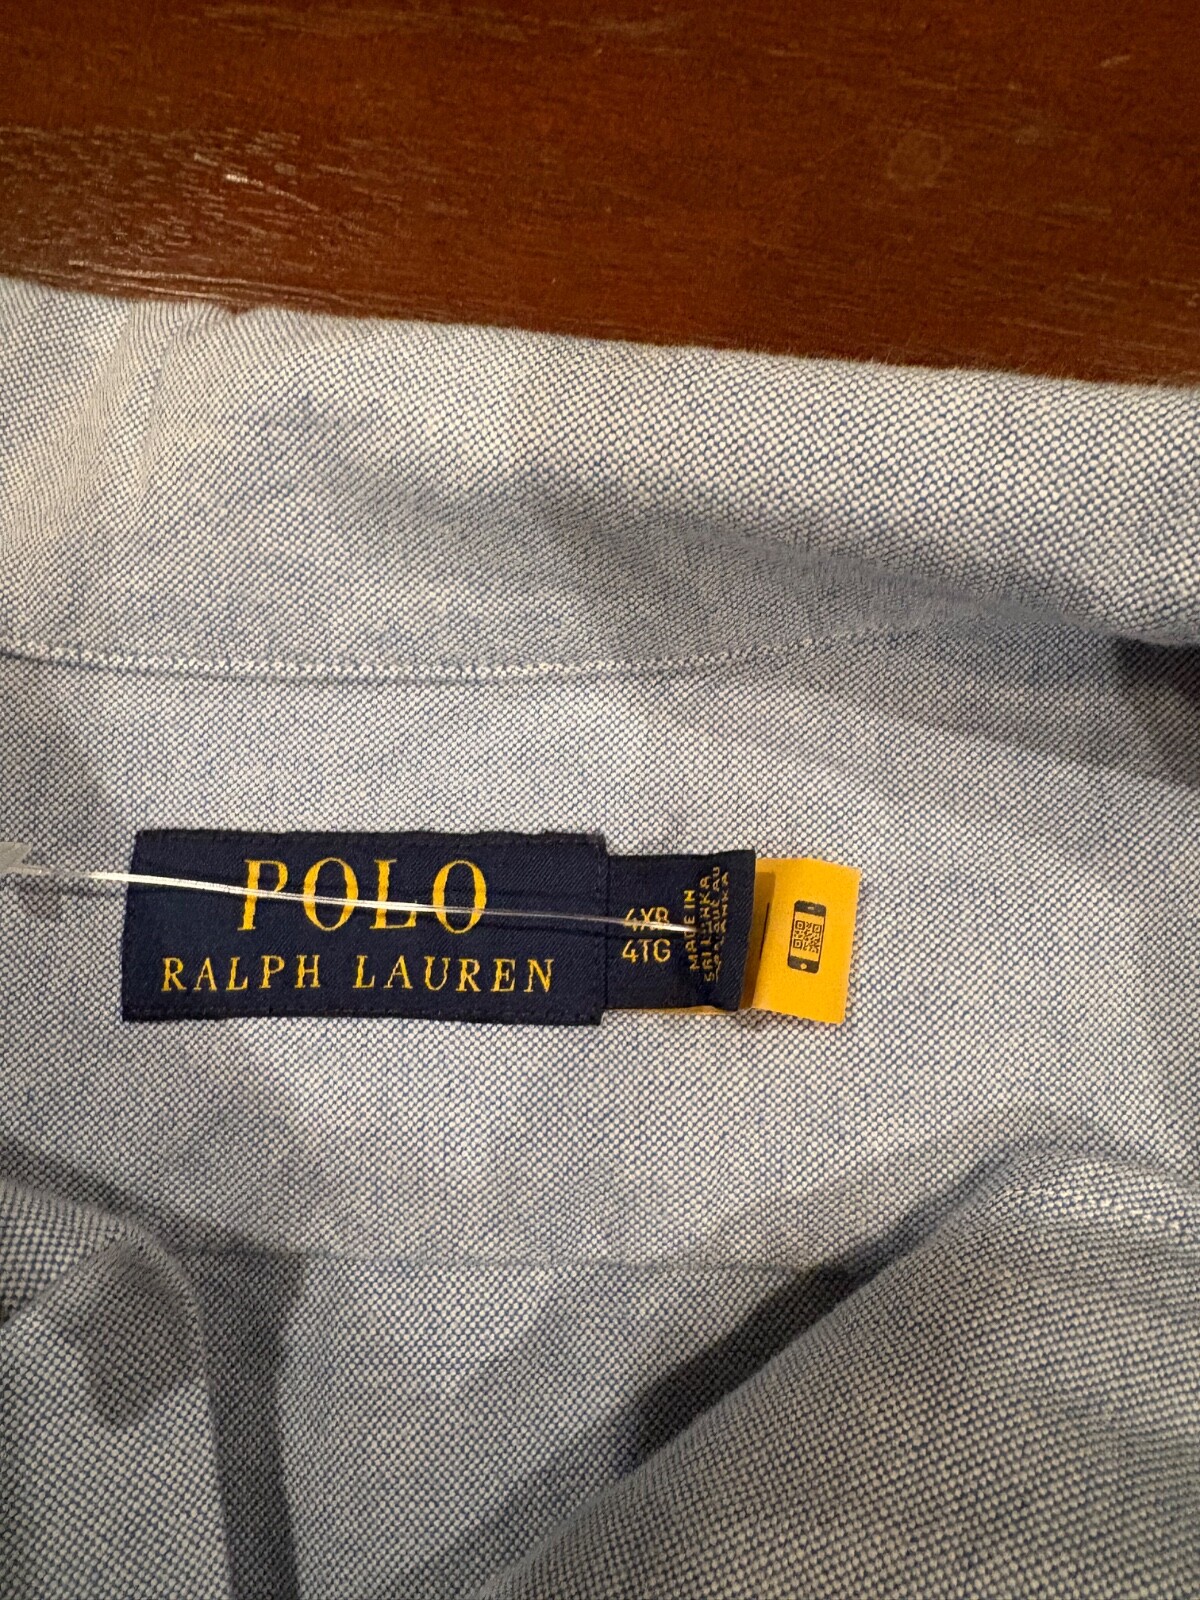 POLO
RALPH LAUREN
4XB
4TG
MADE IN
SRI LANKA